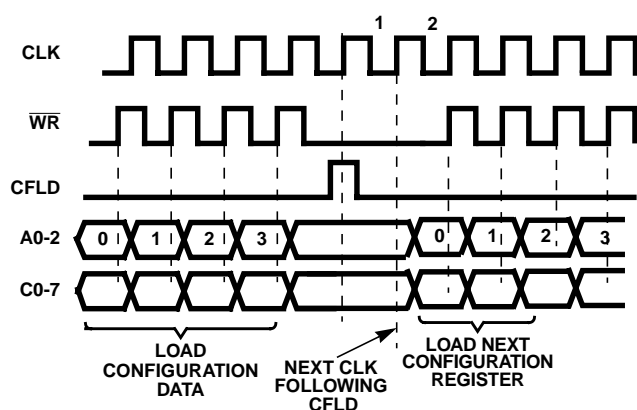 1 2
CLK
WR
CFLD
A0-2 0 1 2 3 0 1 2 3
C0-7
LOAD
CONFIGURATION
DATA
NEXT CLK
FOLLOWING
CFLD
LOAD NEXT
CONFIGURATION
REGISTER